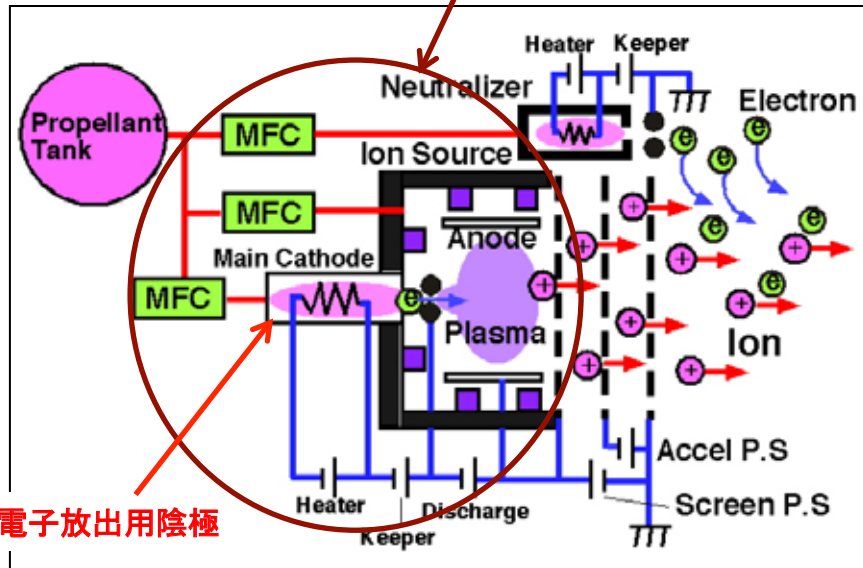 Heater Keeper
Neutralizer
Electron
Propellant
Tank
MFC
Ion Source
MFC
Anode
Main Cathode
MFC
Plasma
Ion
e
e
e
e
e
e
e
+
+
+
+
+
+
+
+
+
Accel P.S
Screen P.S
Heater
Discharge
Keeper
電子放出用陰極